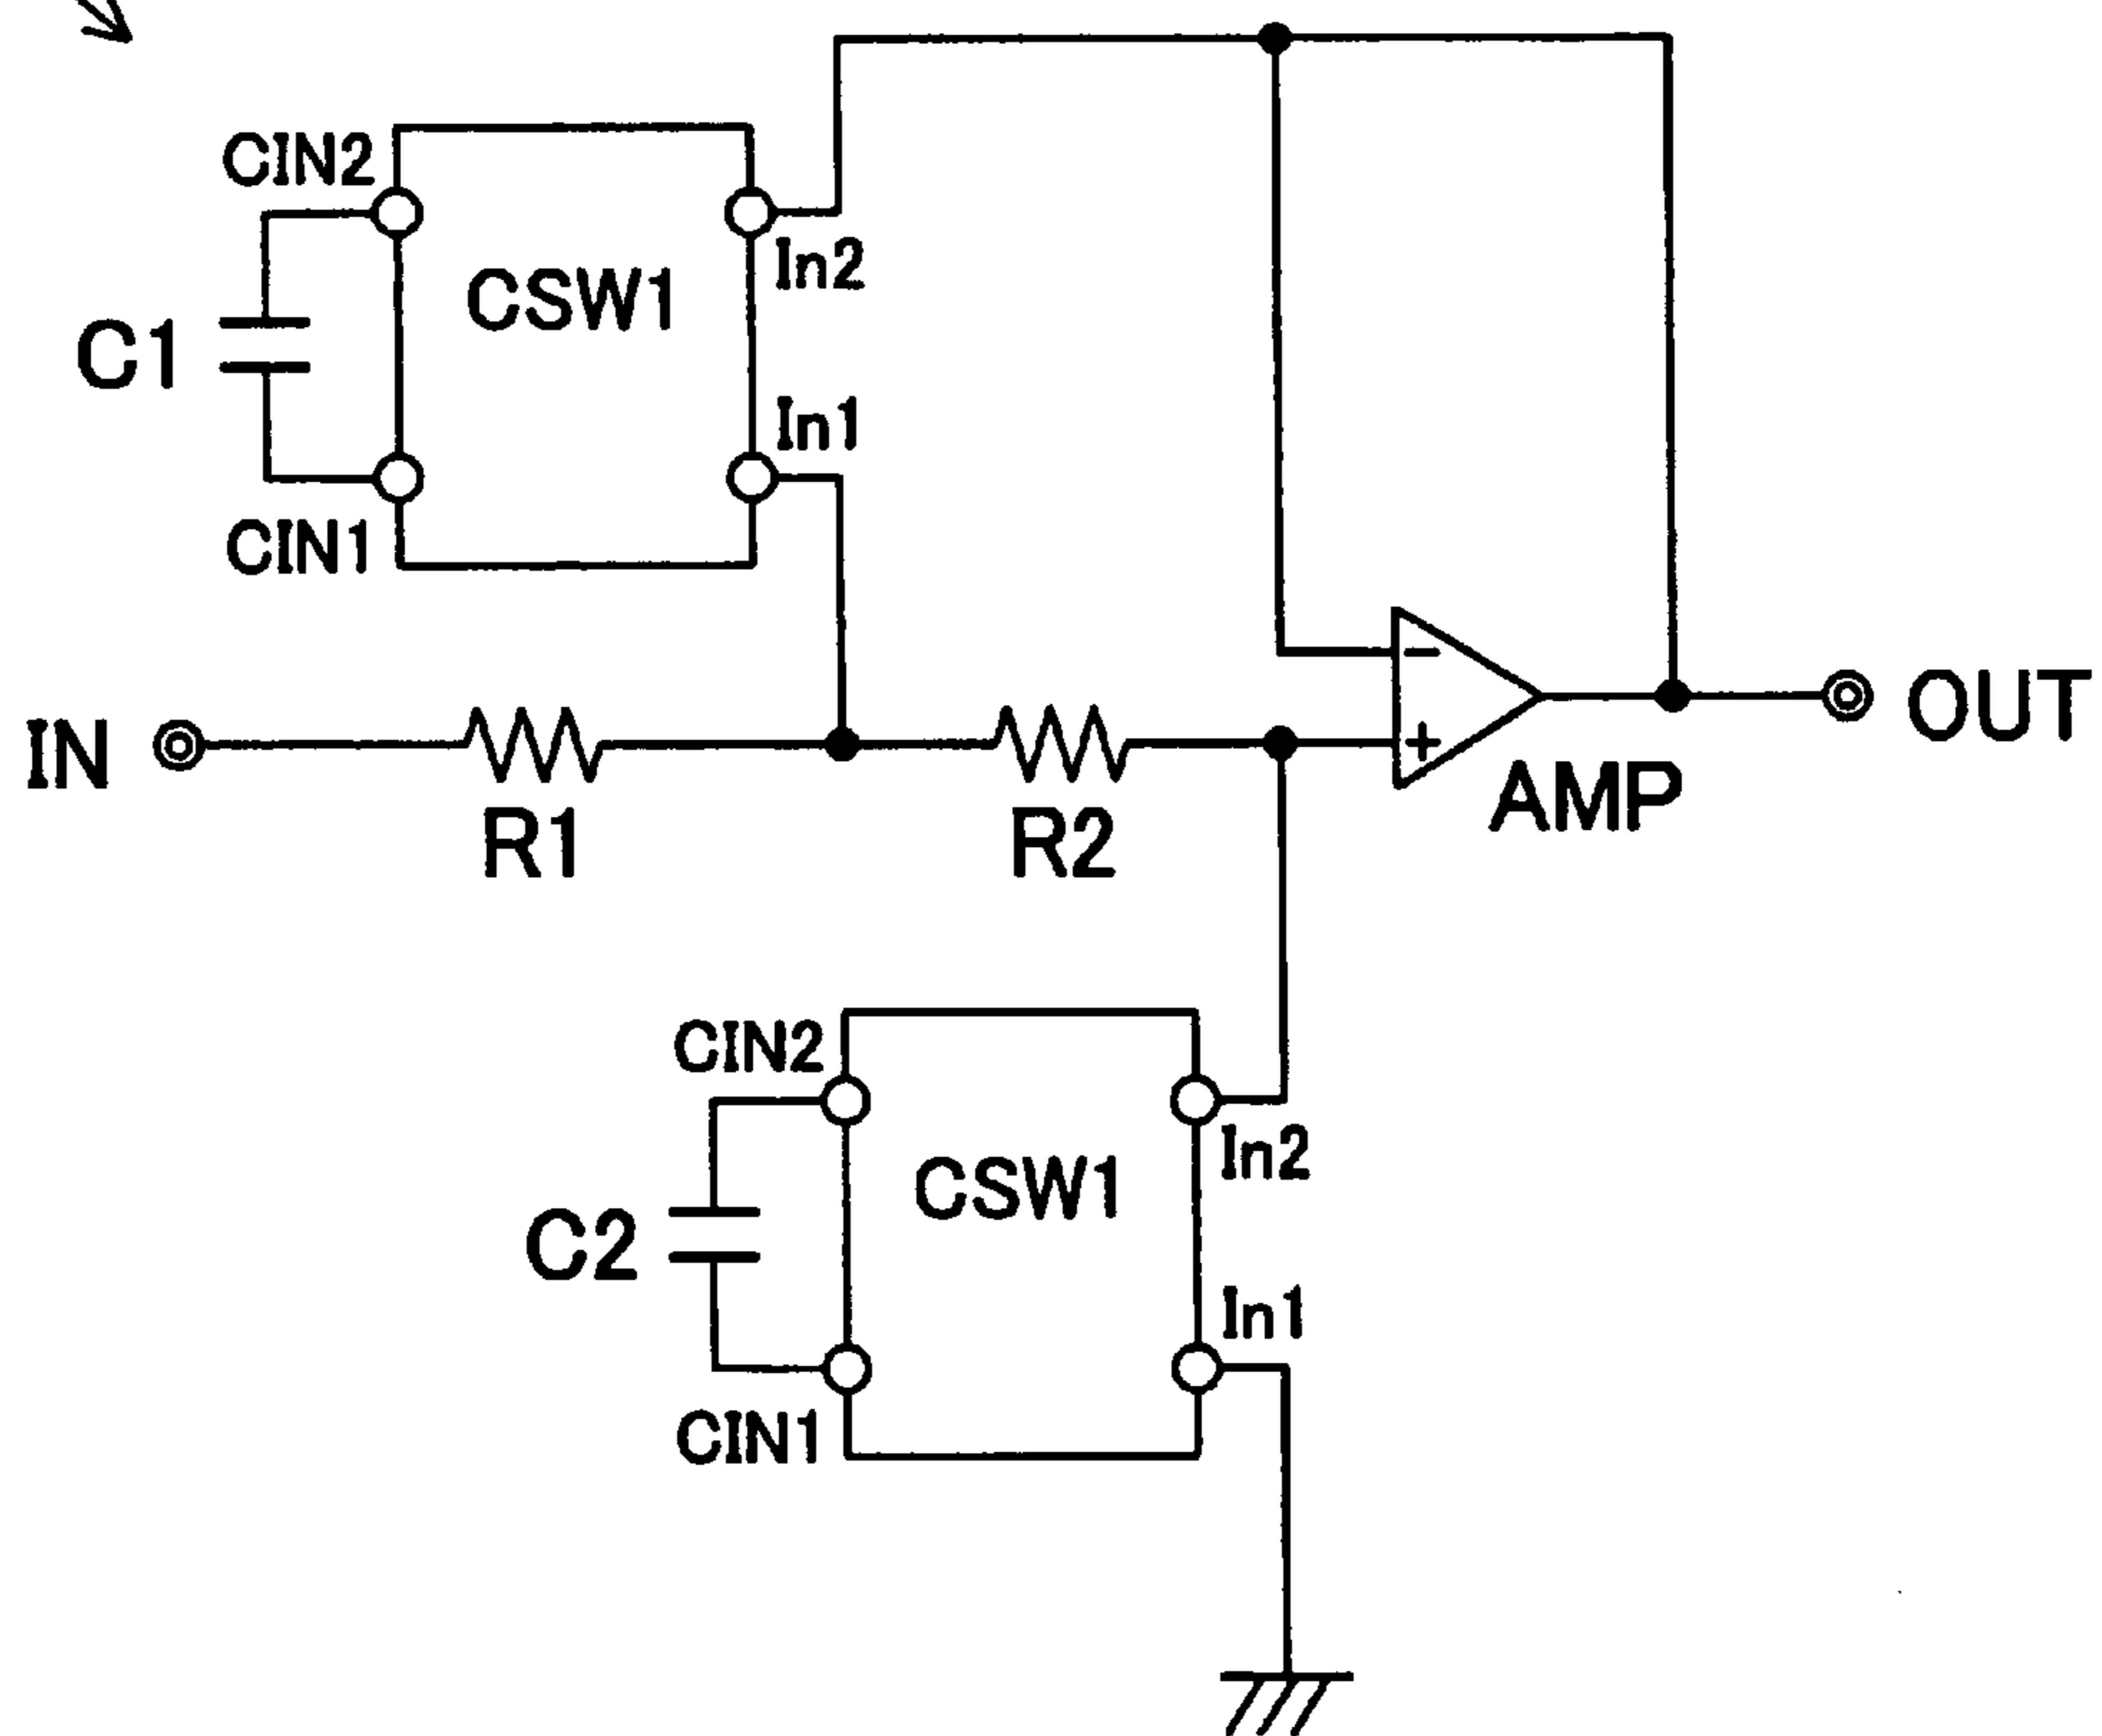 CIN2
In2
CSW1
C1
In1
CIN1
-
IN
OUT
+
AMP
R1
R2
CIN2
In2
CSW1
C2
In1
CIN1